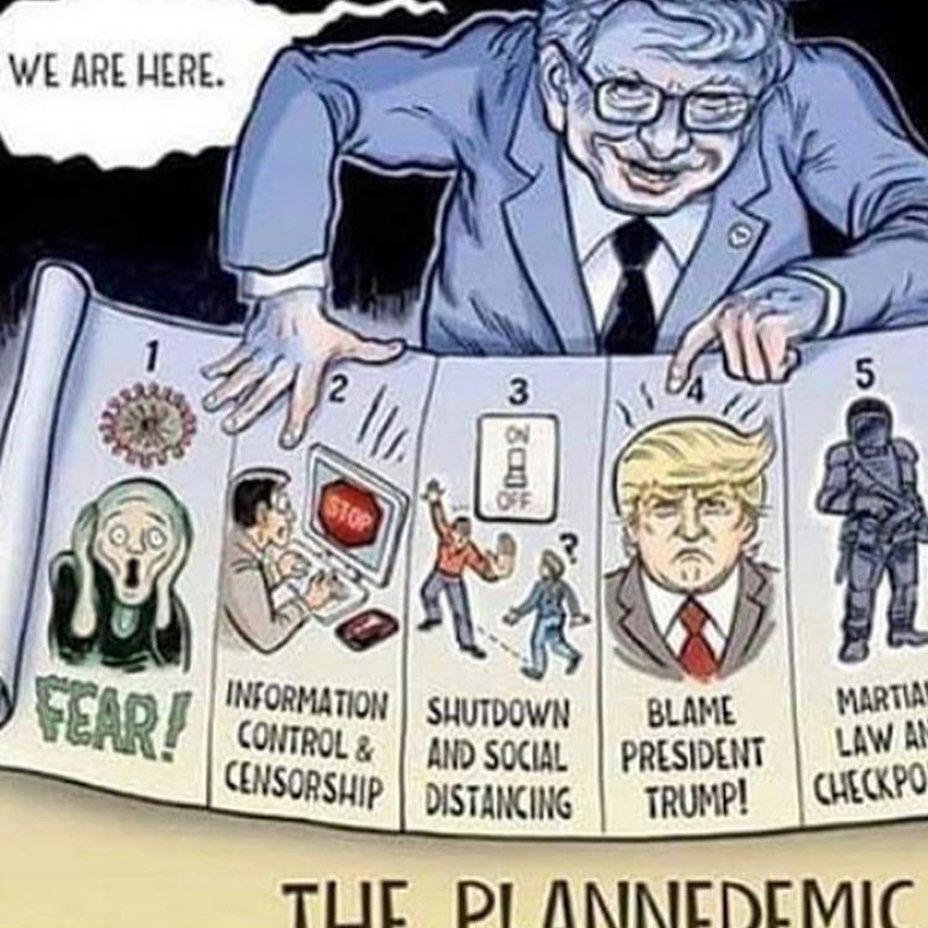 WE ARE HERE.
1
2
3
4
5
STOP
ON
OFF
?
FEAR!
INFORMATION
CONTROL &
CENSORSHIP
SHUTDOWN
AND SOCIAL
DISTANCING
BLAME
PRESIDENT
TRUMP!
MARTIA
LAW AN
CHECKPO
THE PLANNEDEMIC